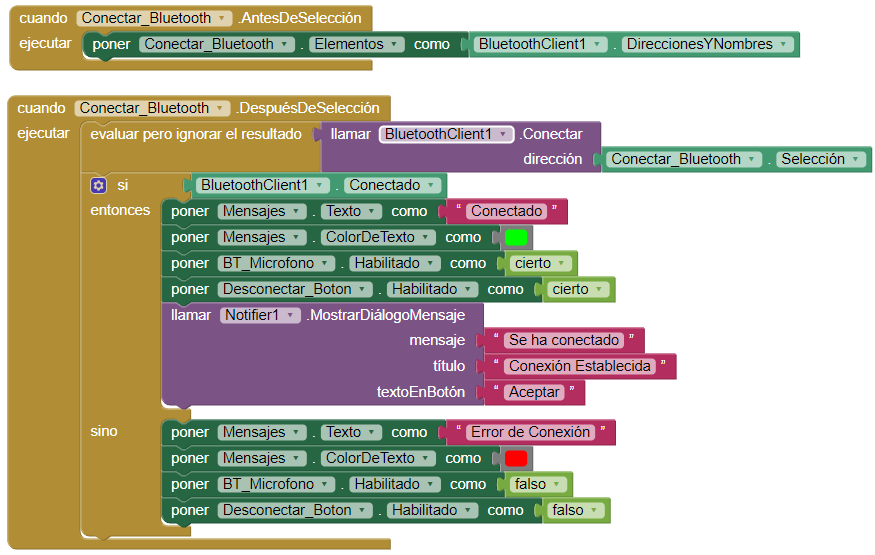 cuando Conectar_Bluetooth .AntesDeSelección
ejecutar poner Conectar_Bluetooth . Elementos como BluetoothClient1 . DireccionesYNombres
cuando Conectar_Bluetooth .DespuésDeSelección
ejecutar evaluar pero ignorar el resultado llamar BluetoothClient1 .Conectar
dirección Conectar_Bluetooth . Selección
si BluetoothClient1 . Conectado
entonces poner Mensajes . Texto como “ Conectado ”
poner Mensajes . ColorDeTexto como
poner BT_Microfono . Habilitado como cierto
poner Desconectar_Boton . Habilitado como cierto
llamar Notifier1 .MostrarDiálogoMensaje
mensaje “ Se ha conectado ”
título “ Conexión Establecida ”
textoEnBotón “ Aceptar ”
sino poner Mensajes . Texto como “ Error de Conexión ”
poner Mensajes . ColorDeTexto como
poner BT_Microfono . Habilitado como falso
poner Desconectar_Boton . Habilitado como falso